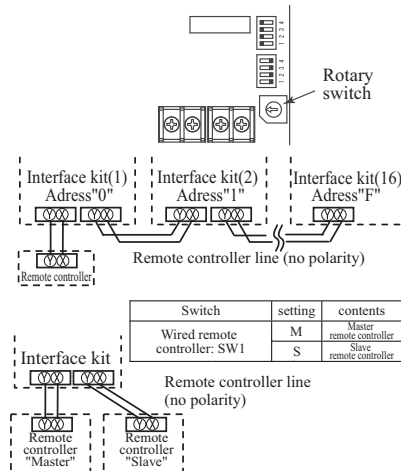 1 2 3 4
1 2 3 4
Rotary
switch
Interface kit(1)
Adress"0"
Interface kit(2)
Adress"1"
Interface kit(16)
Adress"F"
Ⓨ Ⓧ Ⓨ Ⓧ
Ⓨ Ⓧ Ⓨ Ⓧ
Ⓨ Ⓧ
Remote controller line (no polarity)
Ⓨ Ⓧ
Remote controller
Switch setting contents
Wired remote
controller: SW1
M Master
remote controller
S Slave
remote controller
Interface kit
Ⓨ Ⓧ Ⓨ Ⓧ
Remote controller line
(no polarity)
Ⓨ Ⓧ
Remote
controller
"Master"
Ⓨ Ⓧ
Remote
controller
"Slave"